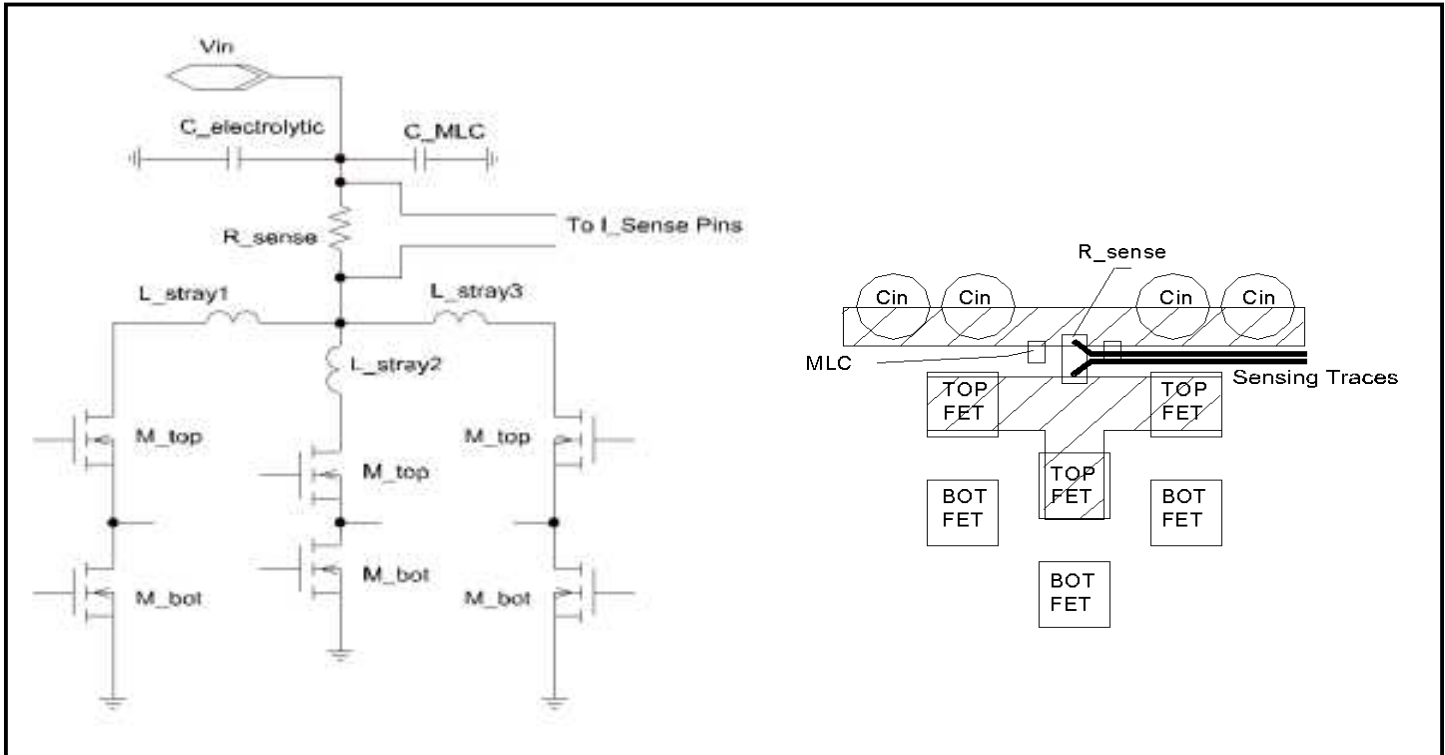 Vin
C_electrolytic
C_MLC
R_sense
To I_Sense Pins
L_stray1
L_stray3
L_stray2
M_top
M_top
M_top
M_bot
M_bot
M_bot
R_sense
Cin
Cin
Cin
Cin
MLC
Sensing Traces
TOP
FET
TOP
FET
TOP
FET
BOT
FET
BOT
FET
BOT
FET